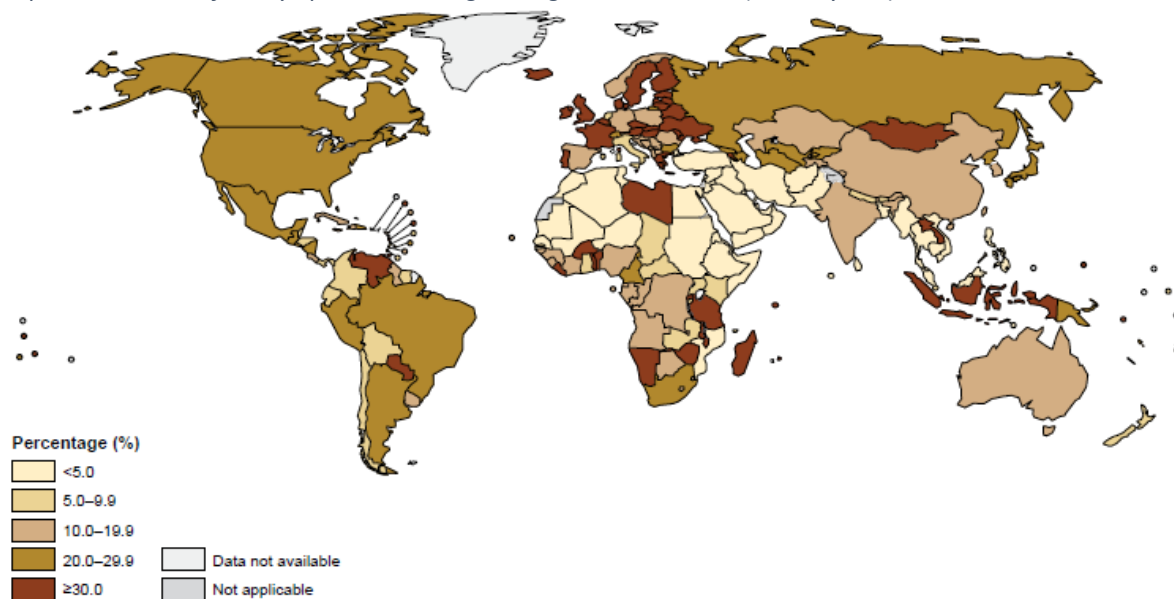 Percentage (%)
<5.0
5.0–9.9
10.0–19.9
20.0–29.9
≥30.0
Data not available
Not applicable